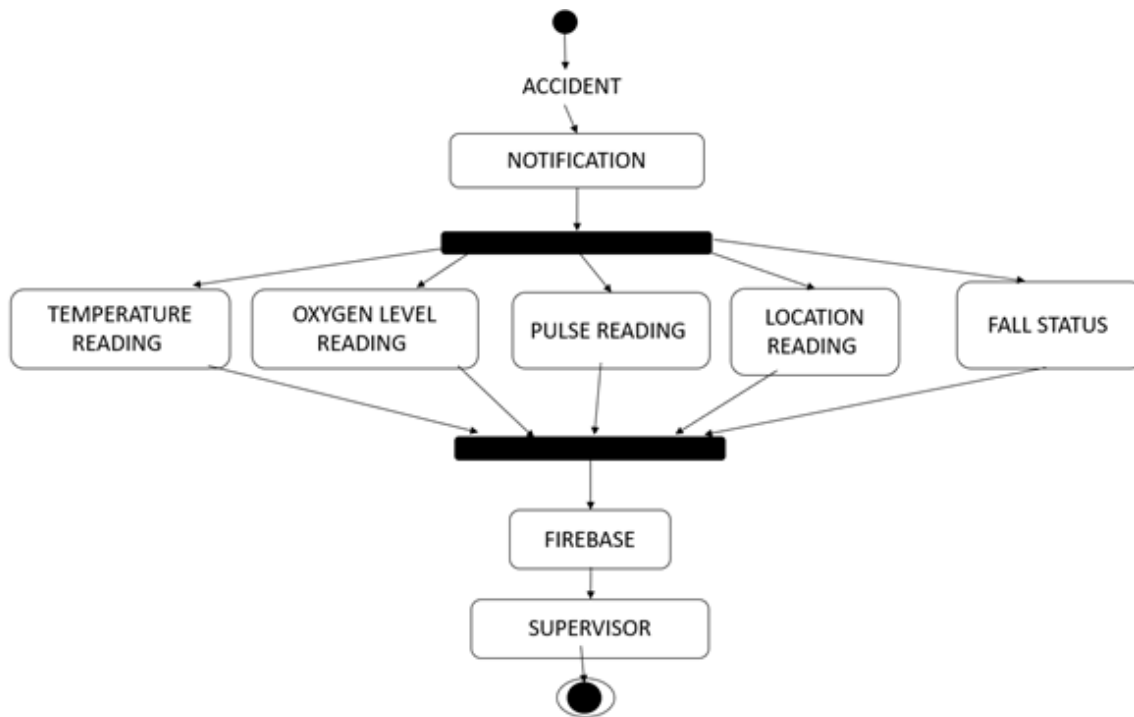 ACCIDENT
NOTIFICATION
TEMPERATURE
READING
OXYGEN LEVEL
READING
PULSE READING
LOCATION
READING
FALL STATUS
FIREBASE
SUPERVISOR